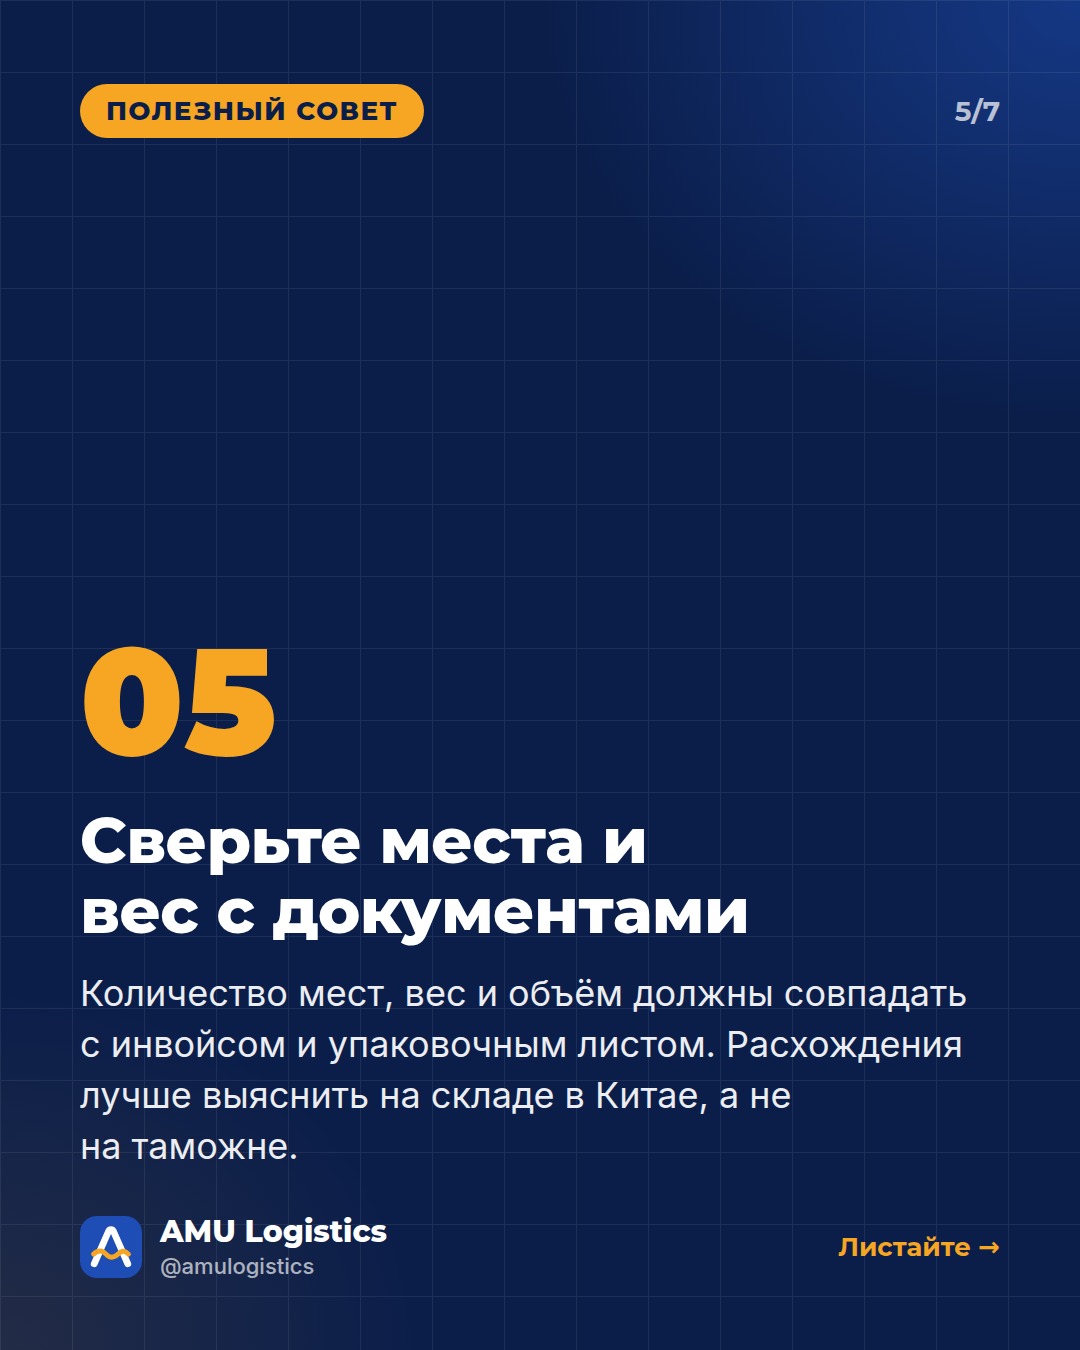 ПОЛЕЗНЫЙ СОВЕТ
5/7
05
Сверьте места и
вес с документами
Количество мест, вес и объём должны совпадать
с инвойсом и упаковочным листом. Расхождения
лучше выяснить на складе в Китае, а не
на таможне.
AMU Logistics
@amulogistics
Листайте →